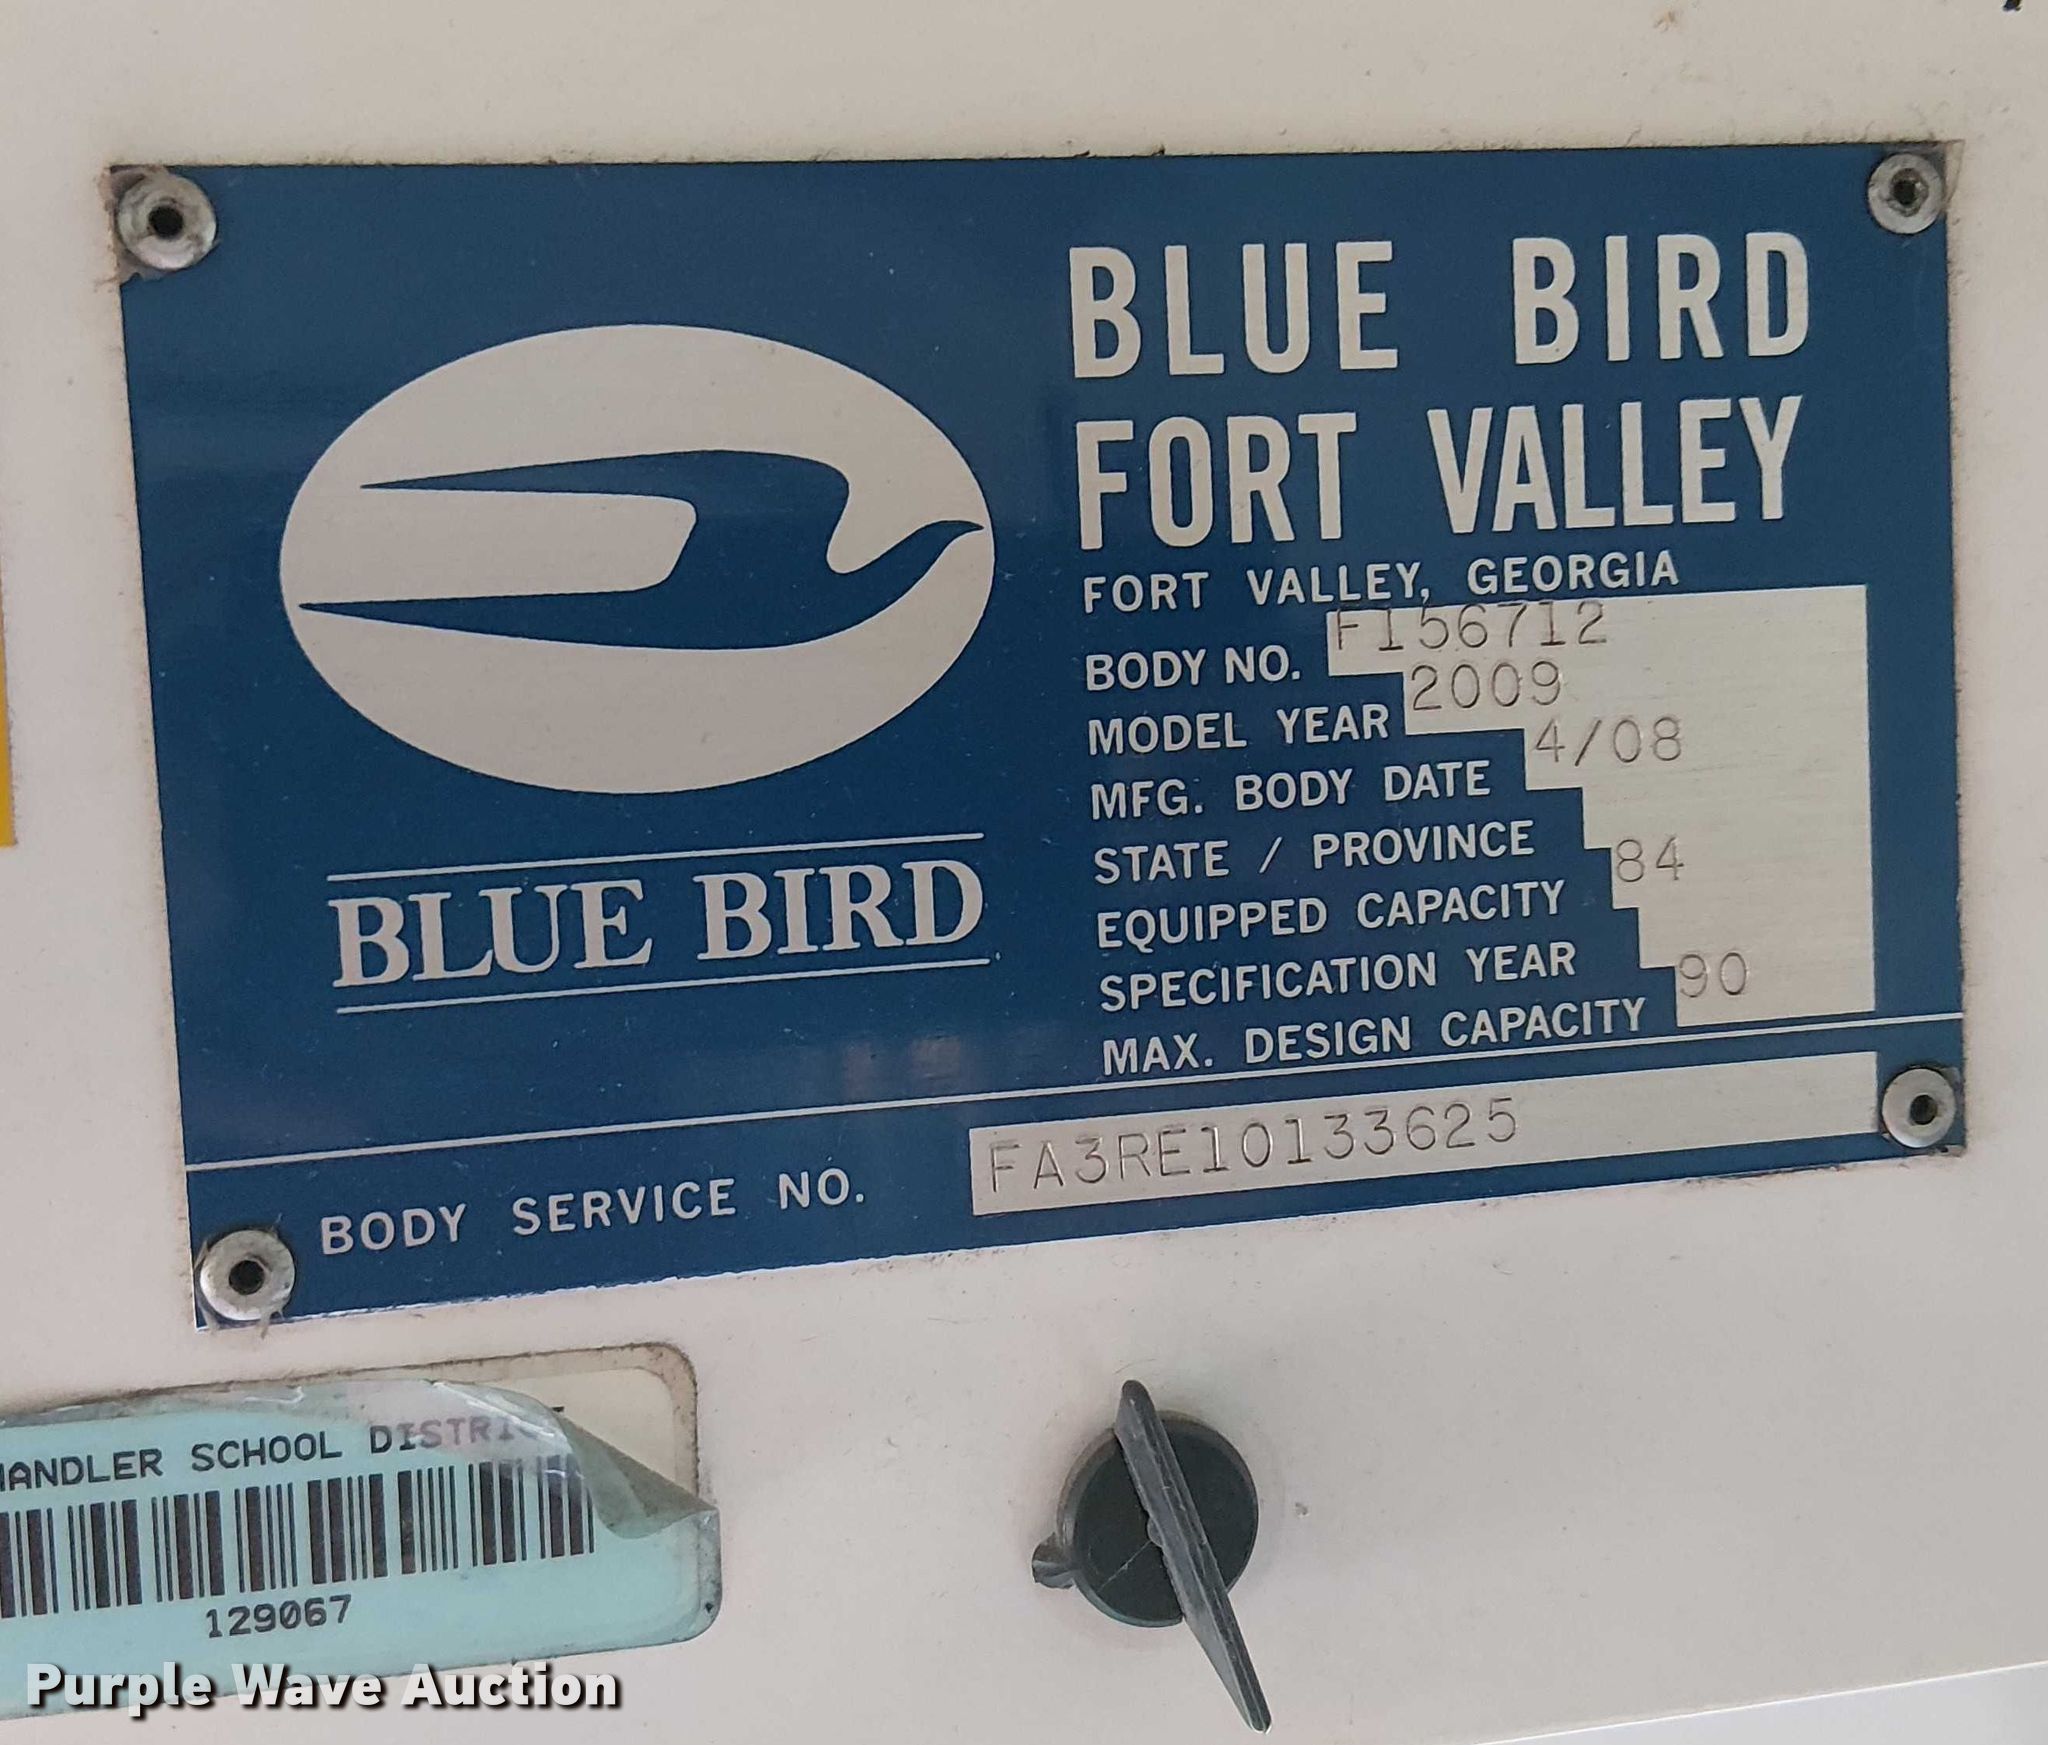 BLUE BIRD
FORT VALLEY
FORT VALLEY, GEORGIA
BODY NO. F156712
MODEL YEAR 2009
MFG. BODY DATE 4/08
STATE / PROVINCE
EQUIPPED CAPACITY 84
SPECIFICATION YEAR
MAX. DESIGN CAPACITY 90
BLUE BIRD
BODY SERVICE NO. FA3RE10133625
HANDLER SCHOOL DISTRICT
129067
Purple Wave Auction